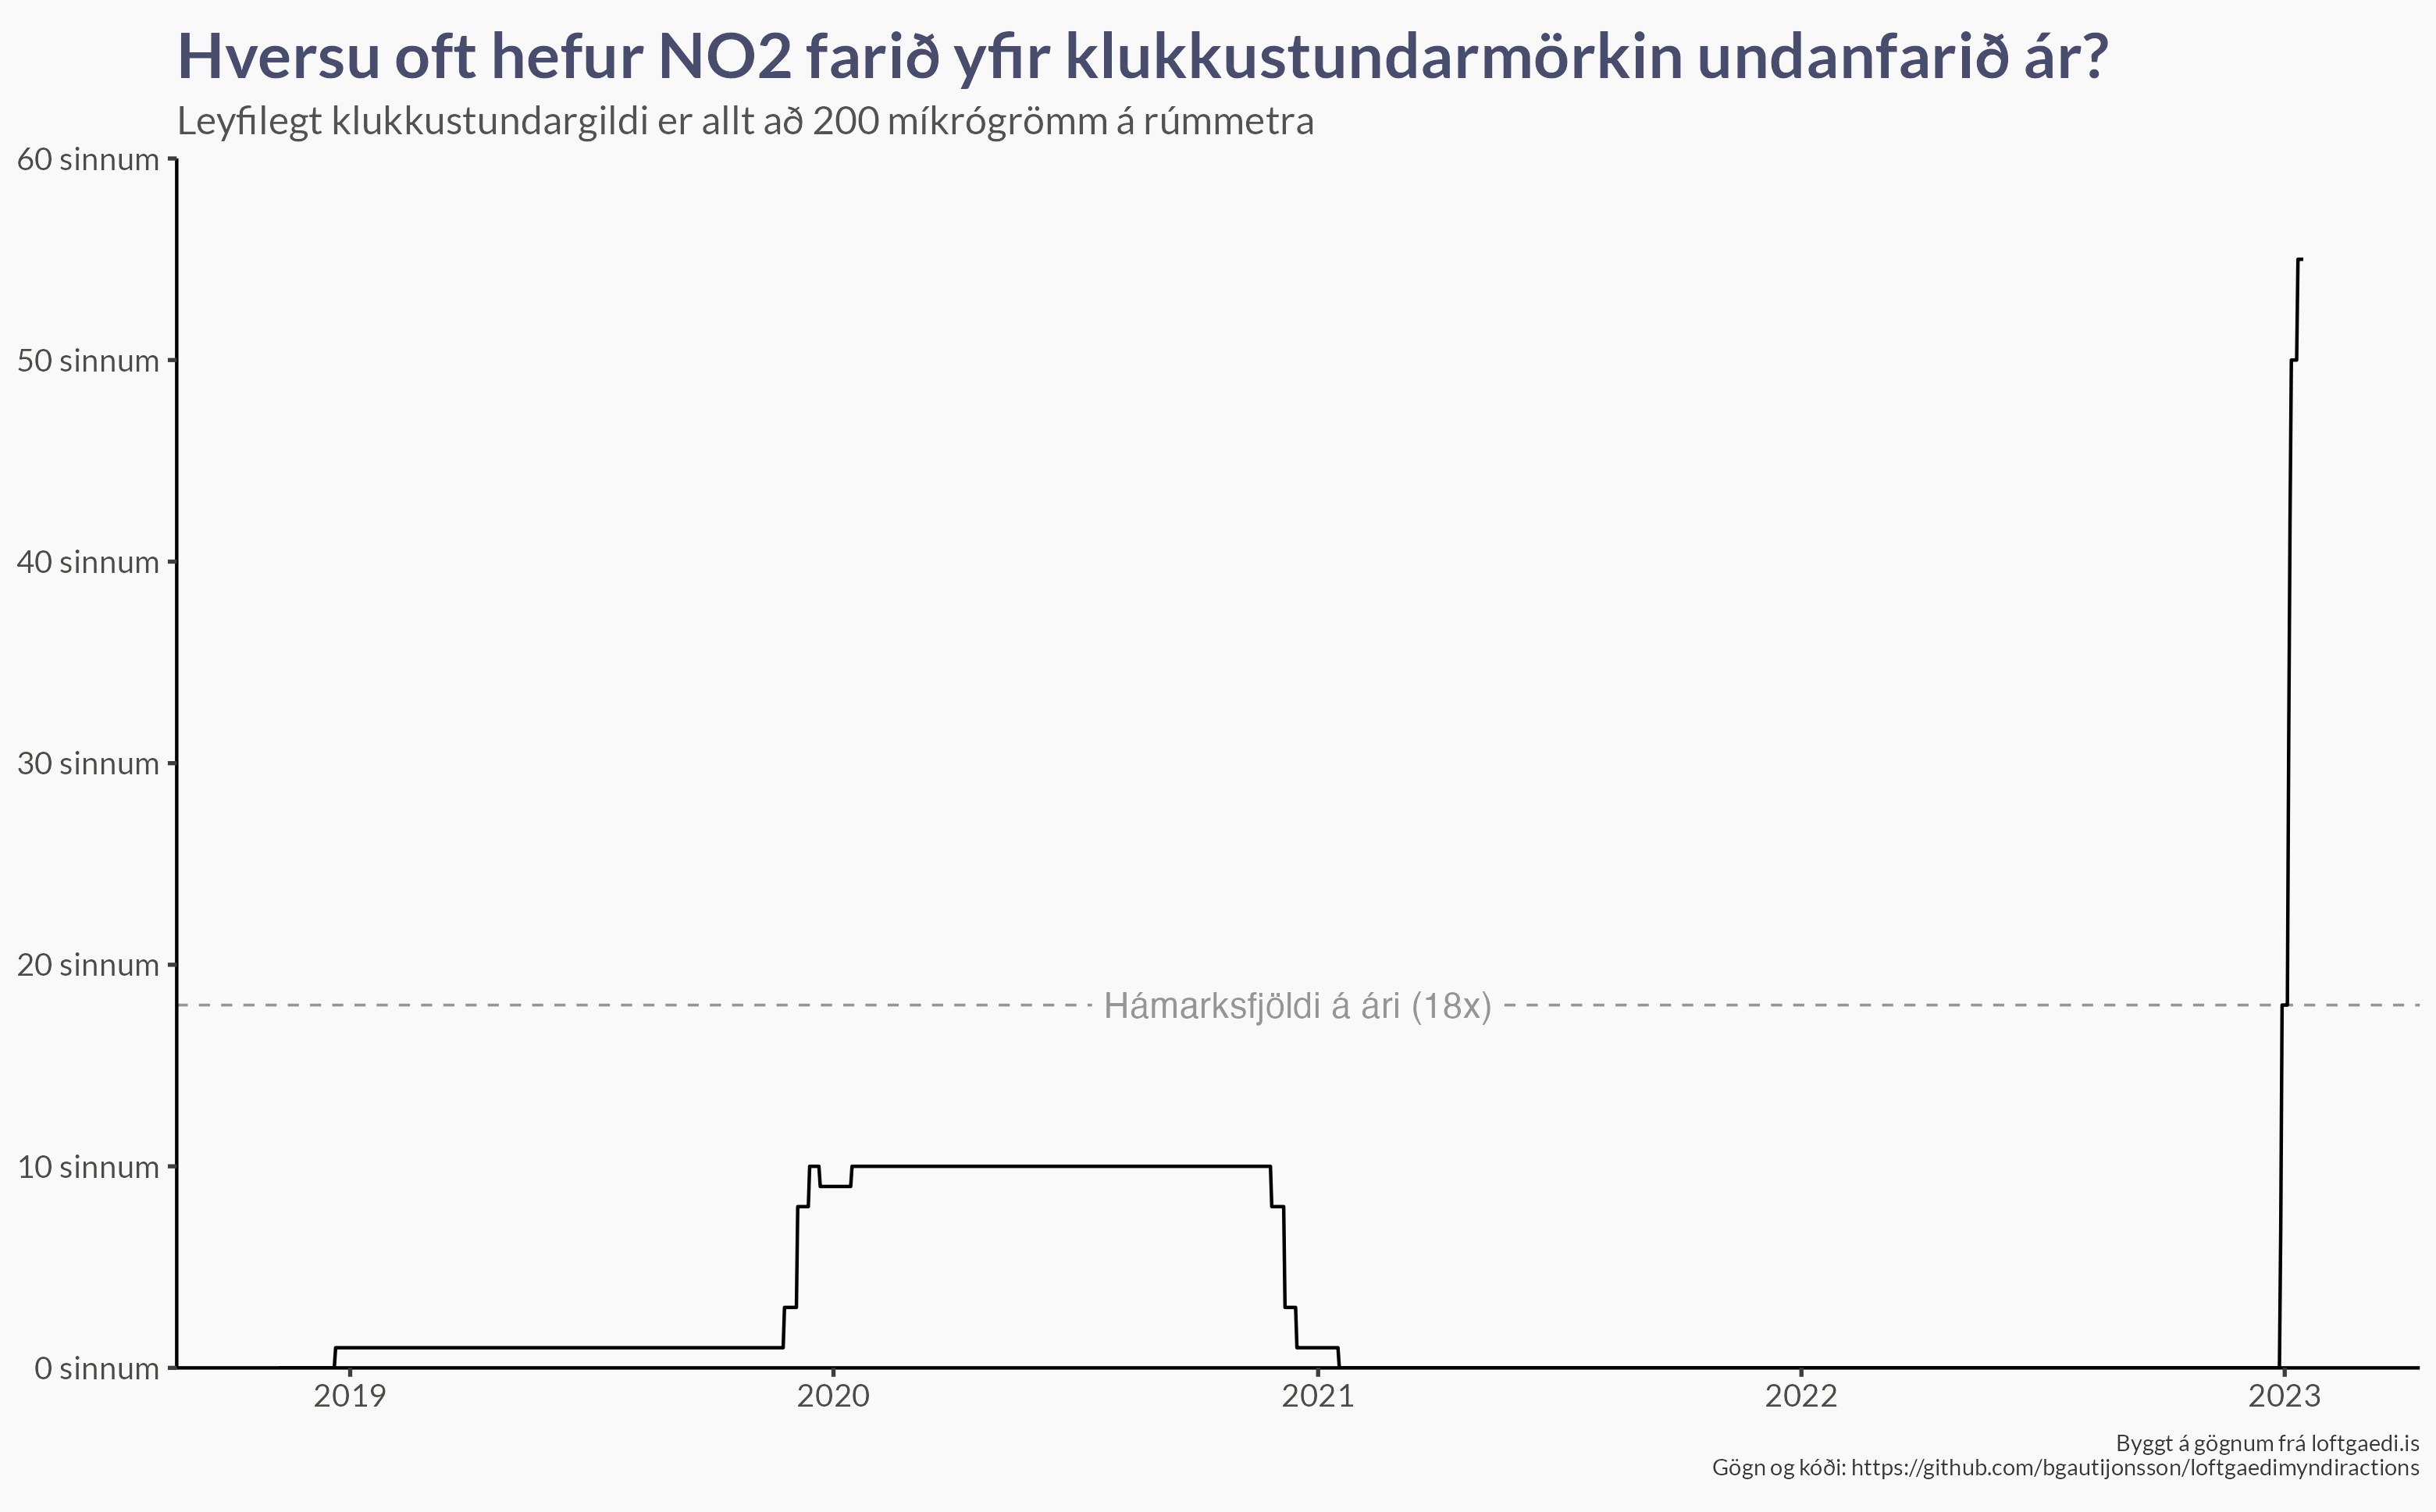 Hversu oft hefur NO2 farið yfir klukkustundarmörkin undanfarið ár?
Leyfilegt klukkustundargildi er allt að 200 míkrógrömm á rúmmetra
60 sinnum
50 sinnum
40 sinnum
30 sinnum
20 sinnum
Hámarksfjöldi á ári (18x)
10 sinnum
0 sinnum
2019 2020 2021 2022 2023
Byggt á gögnum frá loftgaedi.is
Gögn og kóði: https://github.com/bgautijonsson/loftgaedimyndiractions